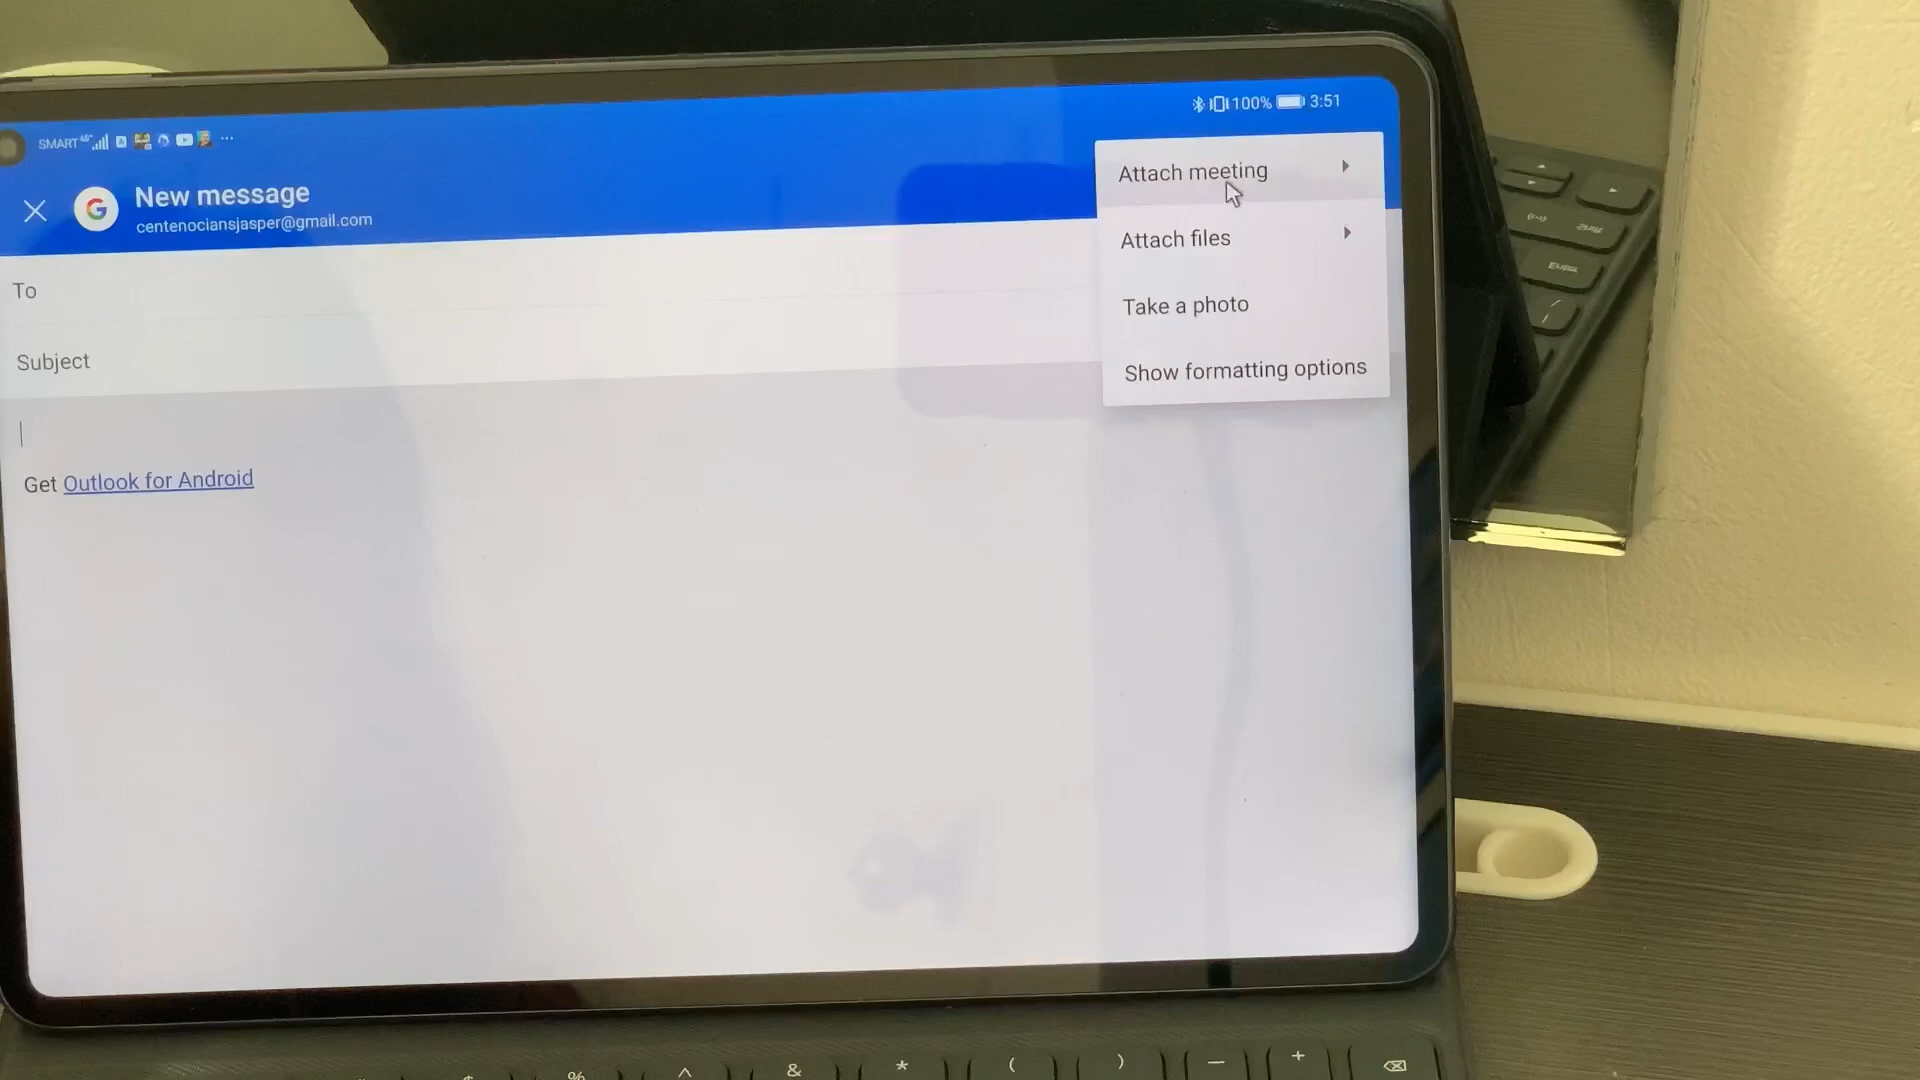 SMART 4G
100% 3:51
New message
centenociansjasper@gmail.com
Attach meeting
Attach files
Take a photo
Show formatting options
To
Subject
Get Outlook for Android
% ^ & * ( ) — +